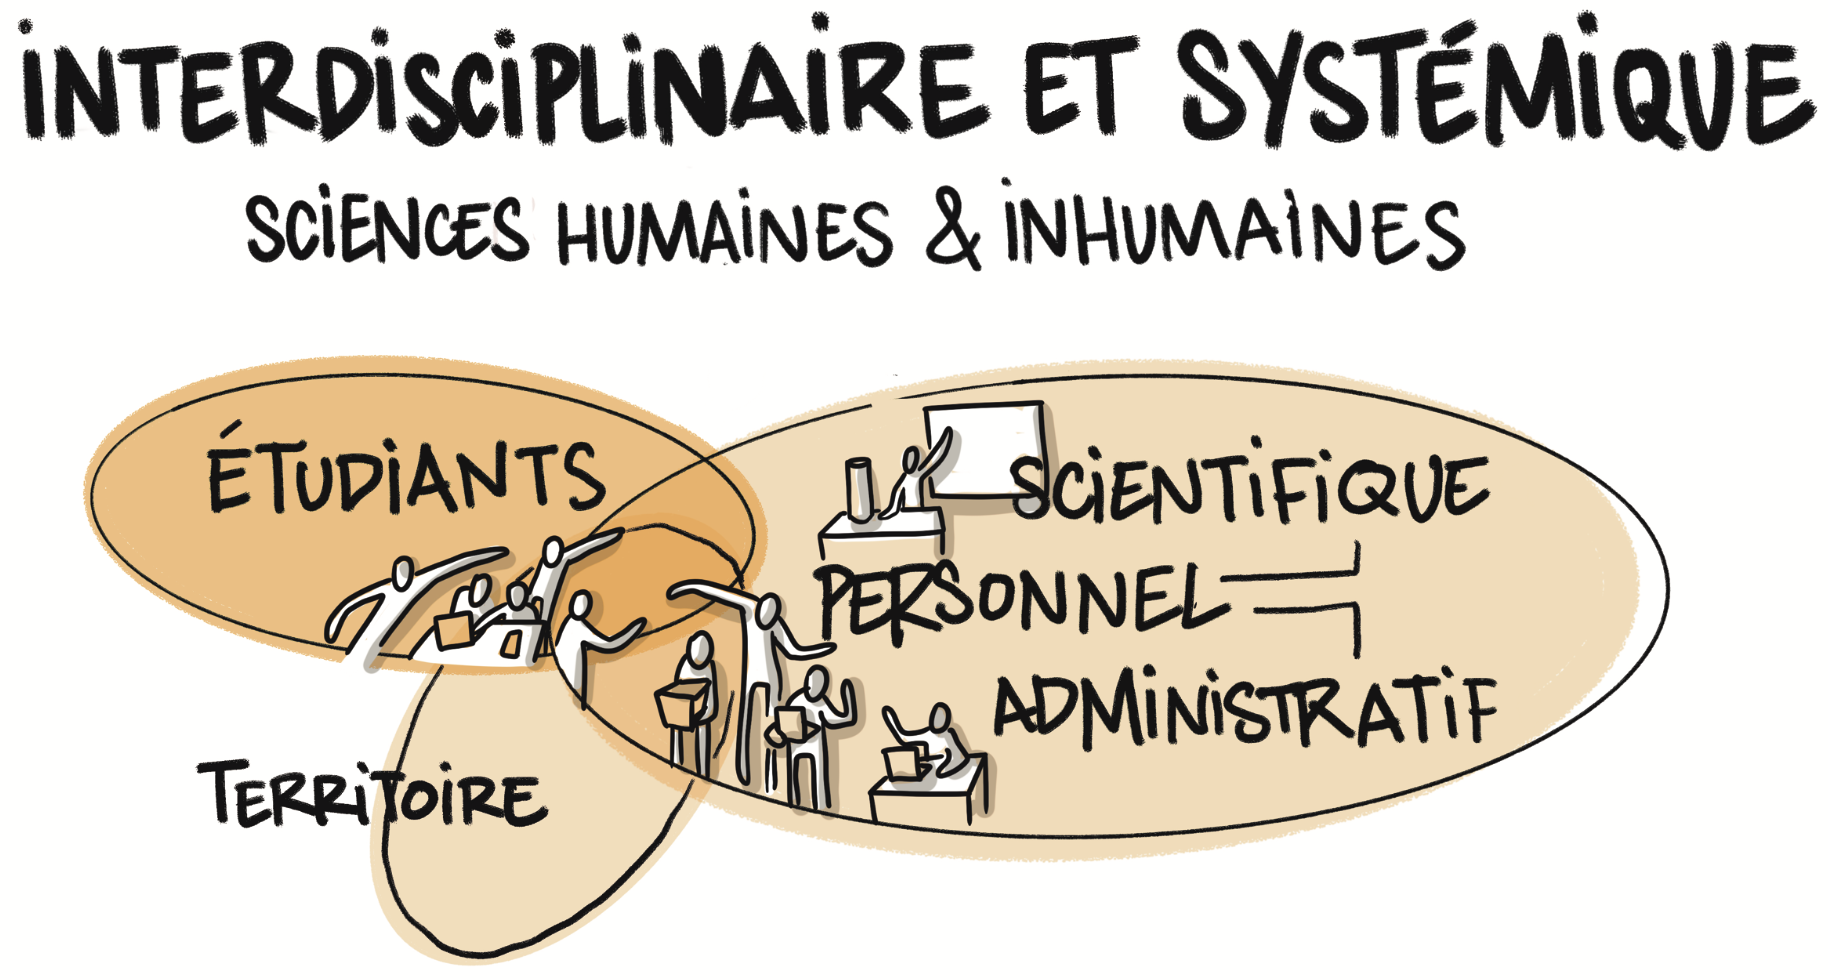 INTERDISCIPLINAIRE ET SYSTÉMIQUE
SCIENCES HUMAINES & INHUMAINES
ÉTUDIANTS
SCIENTIFIQUE
PERSONNEL
ADMINISTRATIF
TERRITOIRE